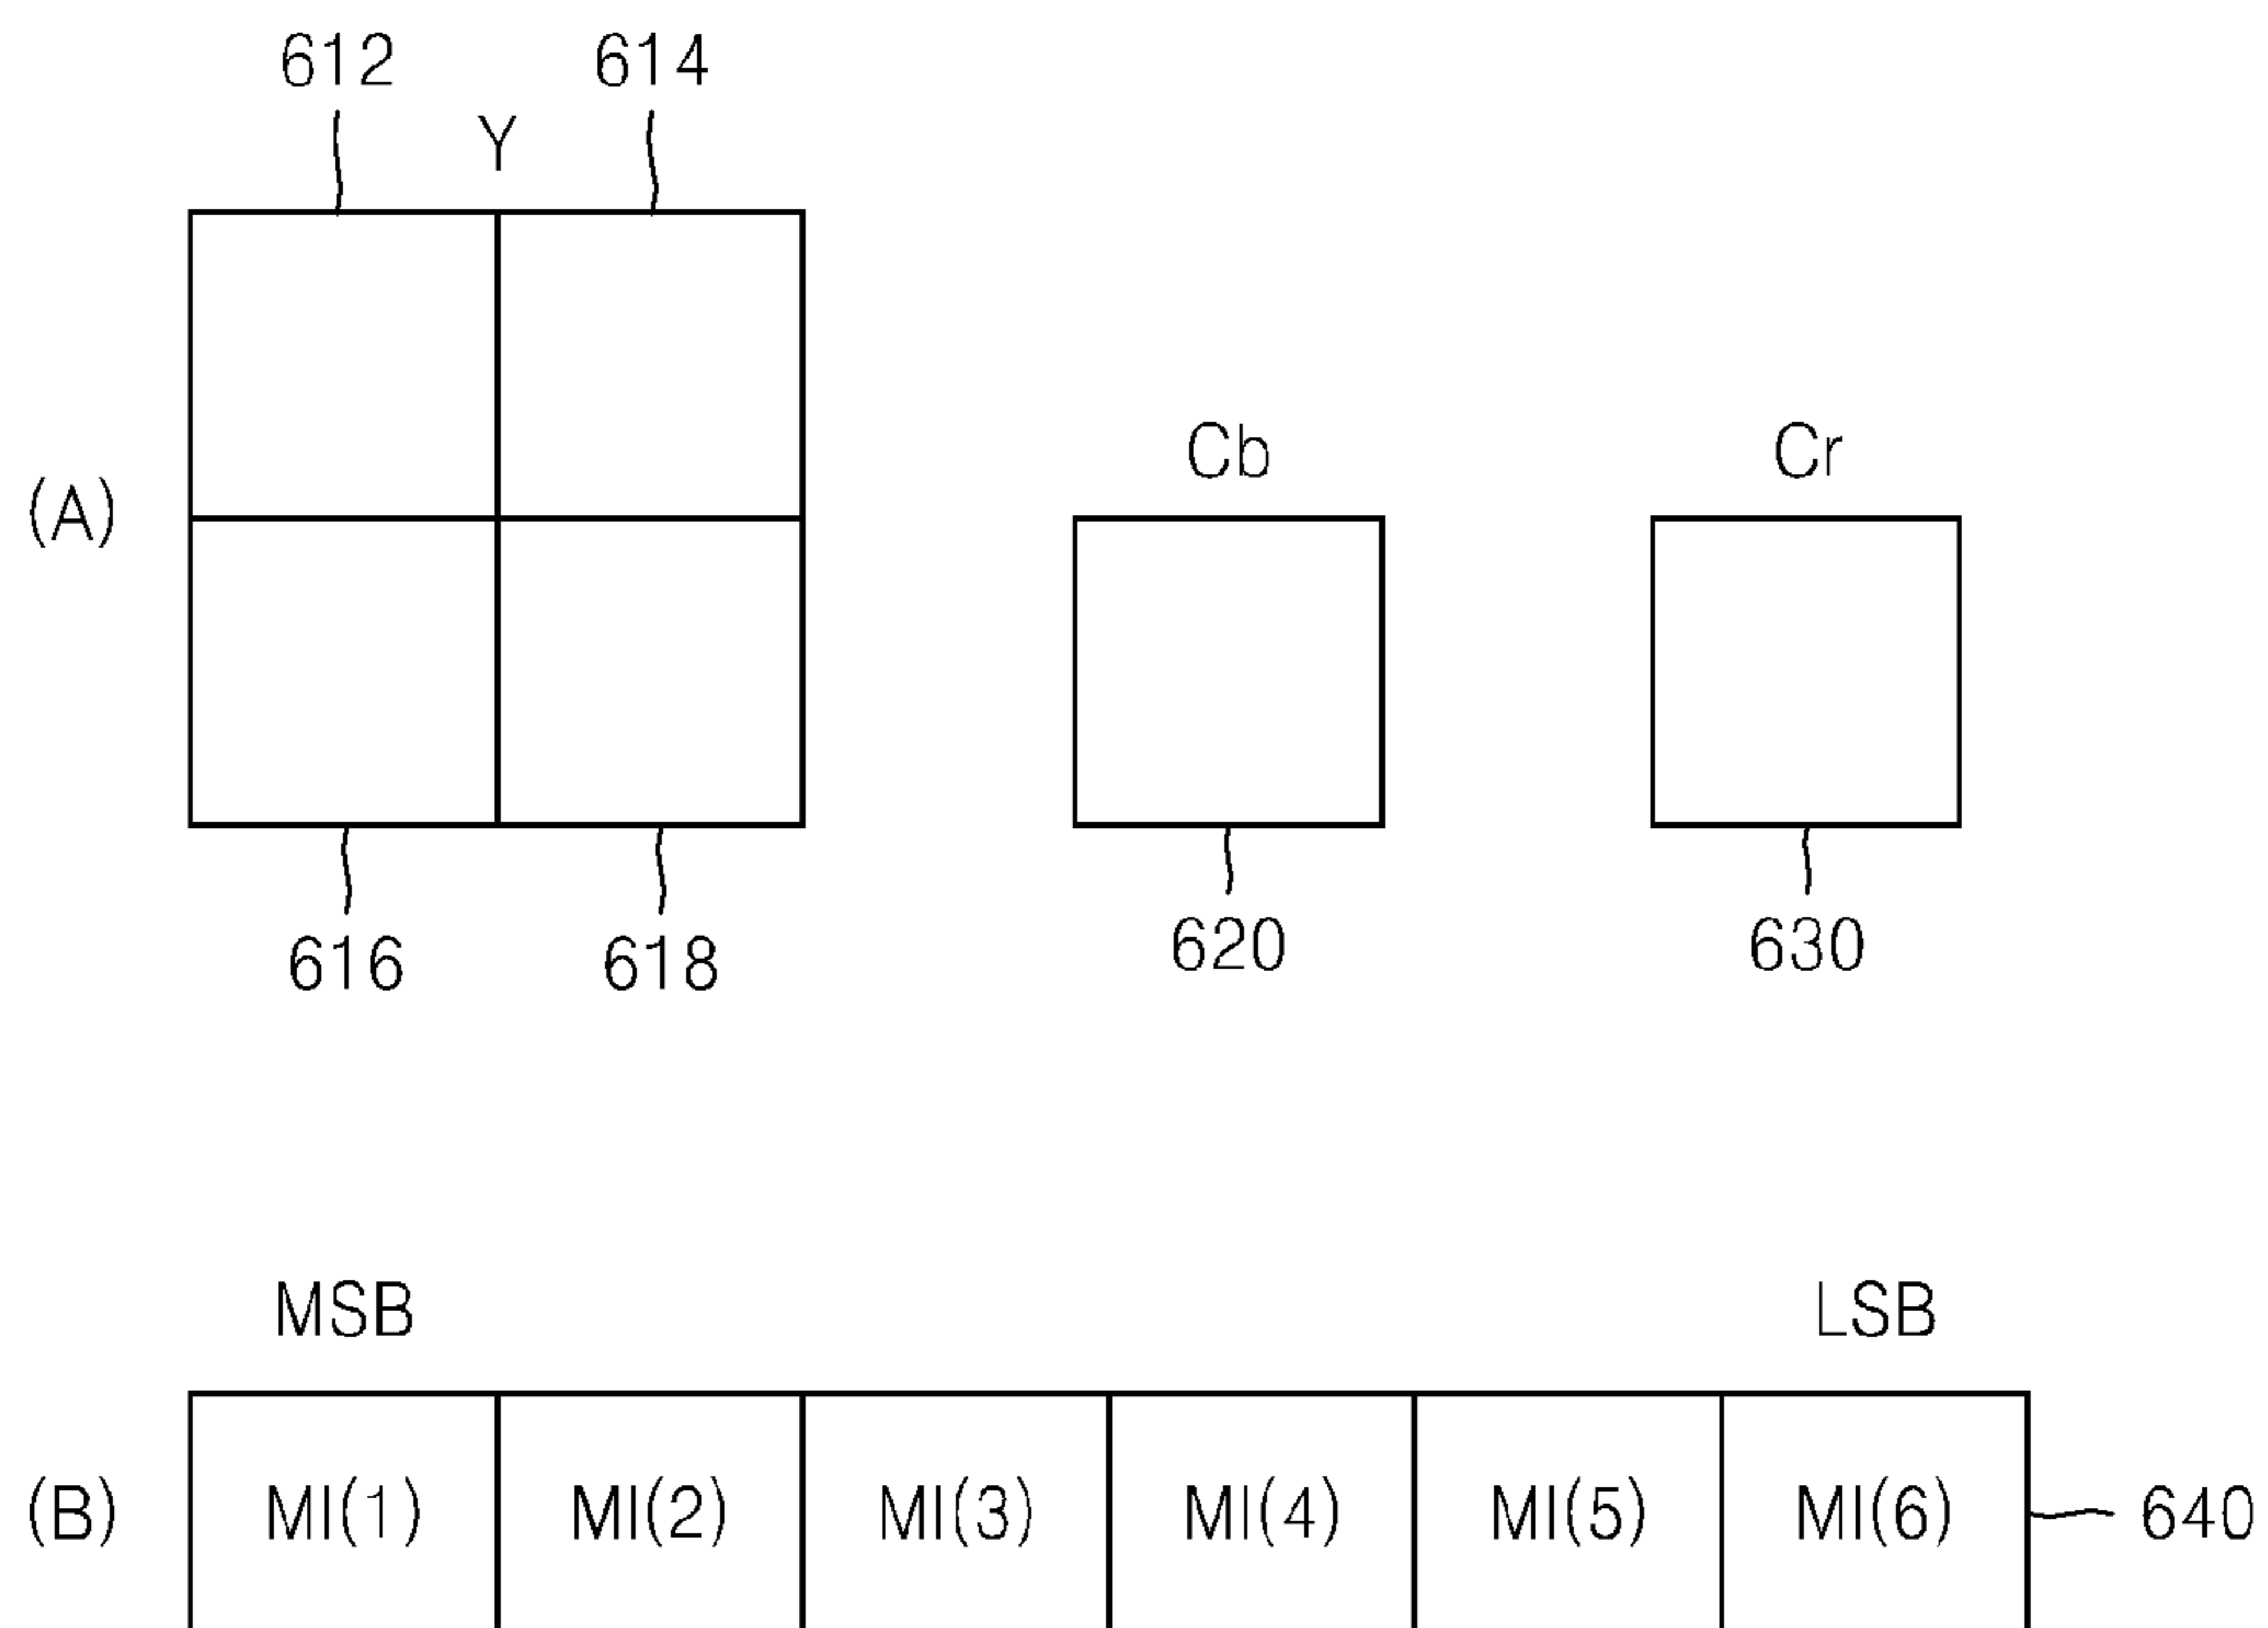 612 614
Y
Cb Cr
(A)
616 618 620 630
MSB LSB
(B) MI(1) MI(2) MI(3) MI(4) MI(5) MI(6) 640